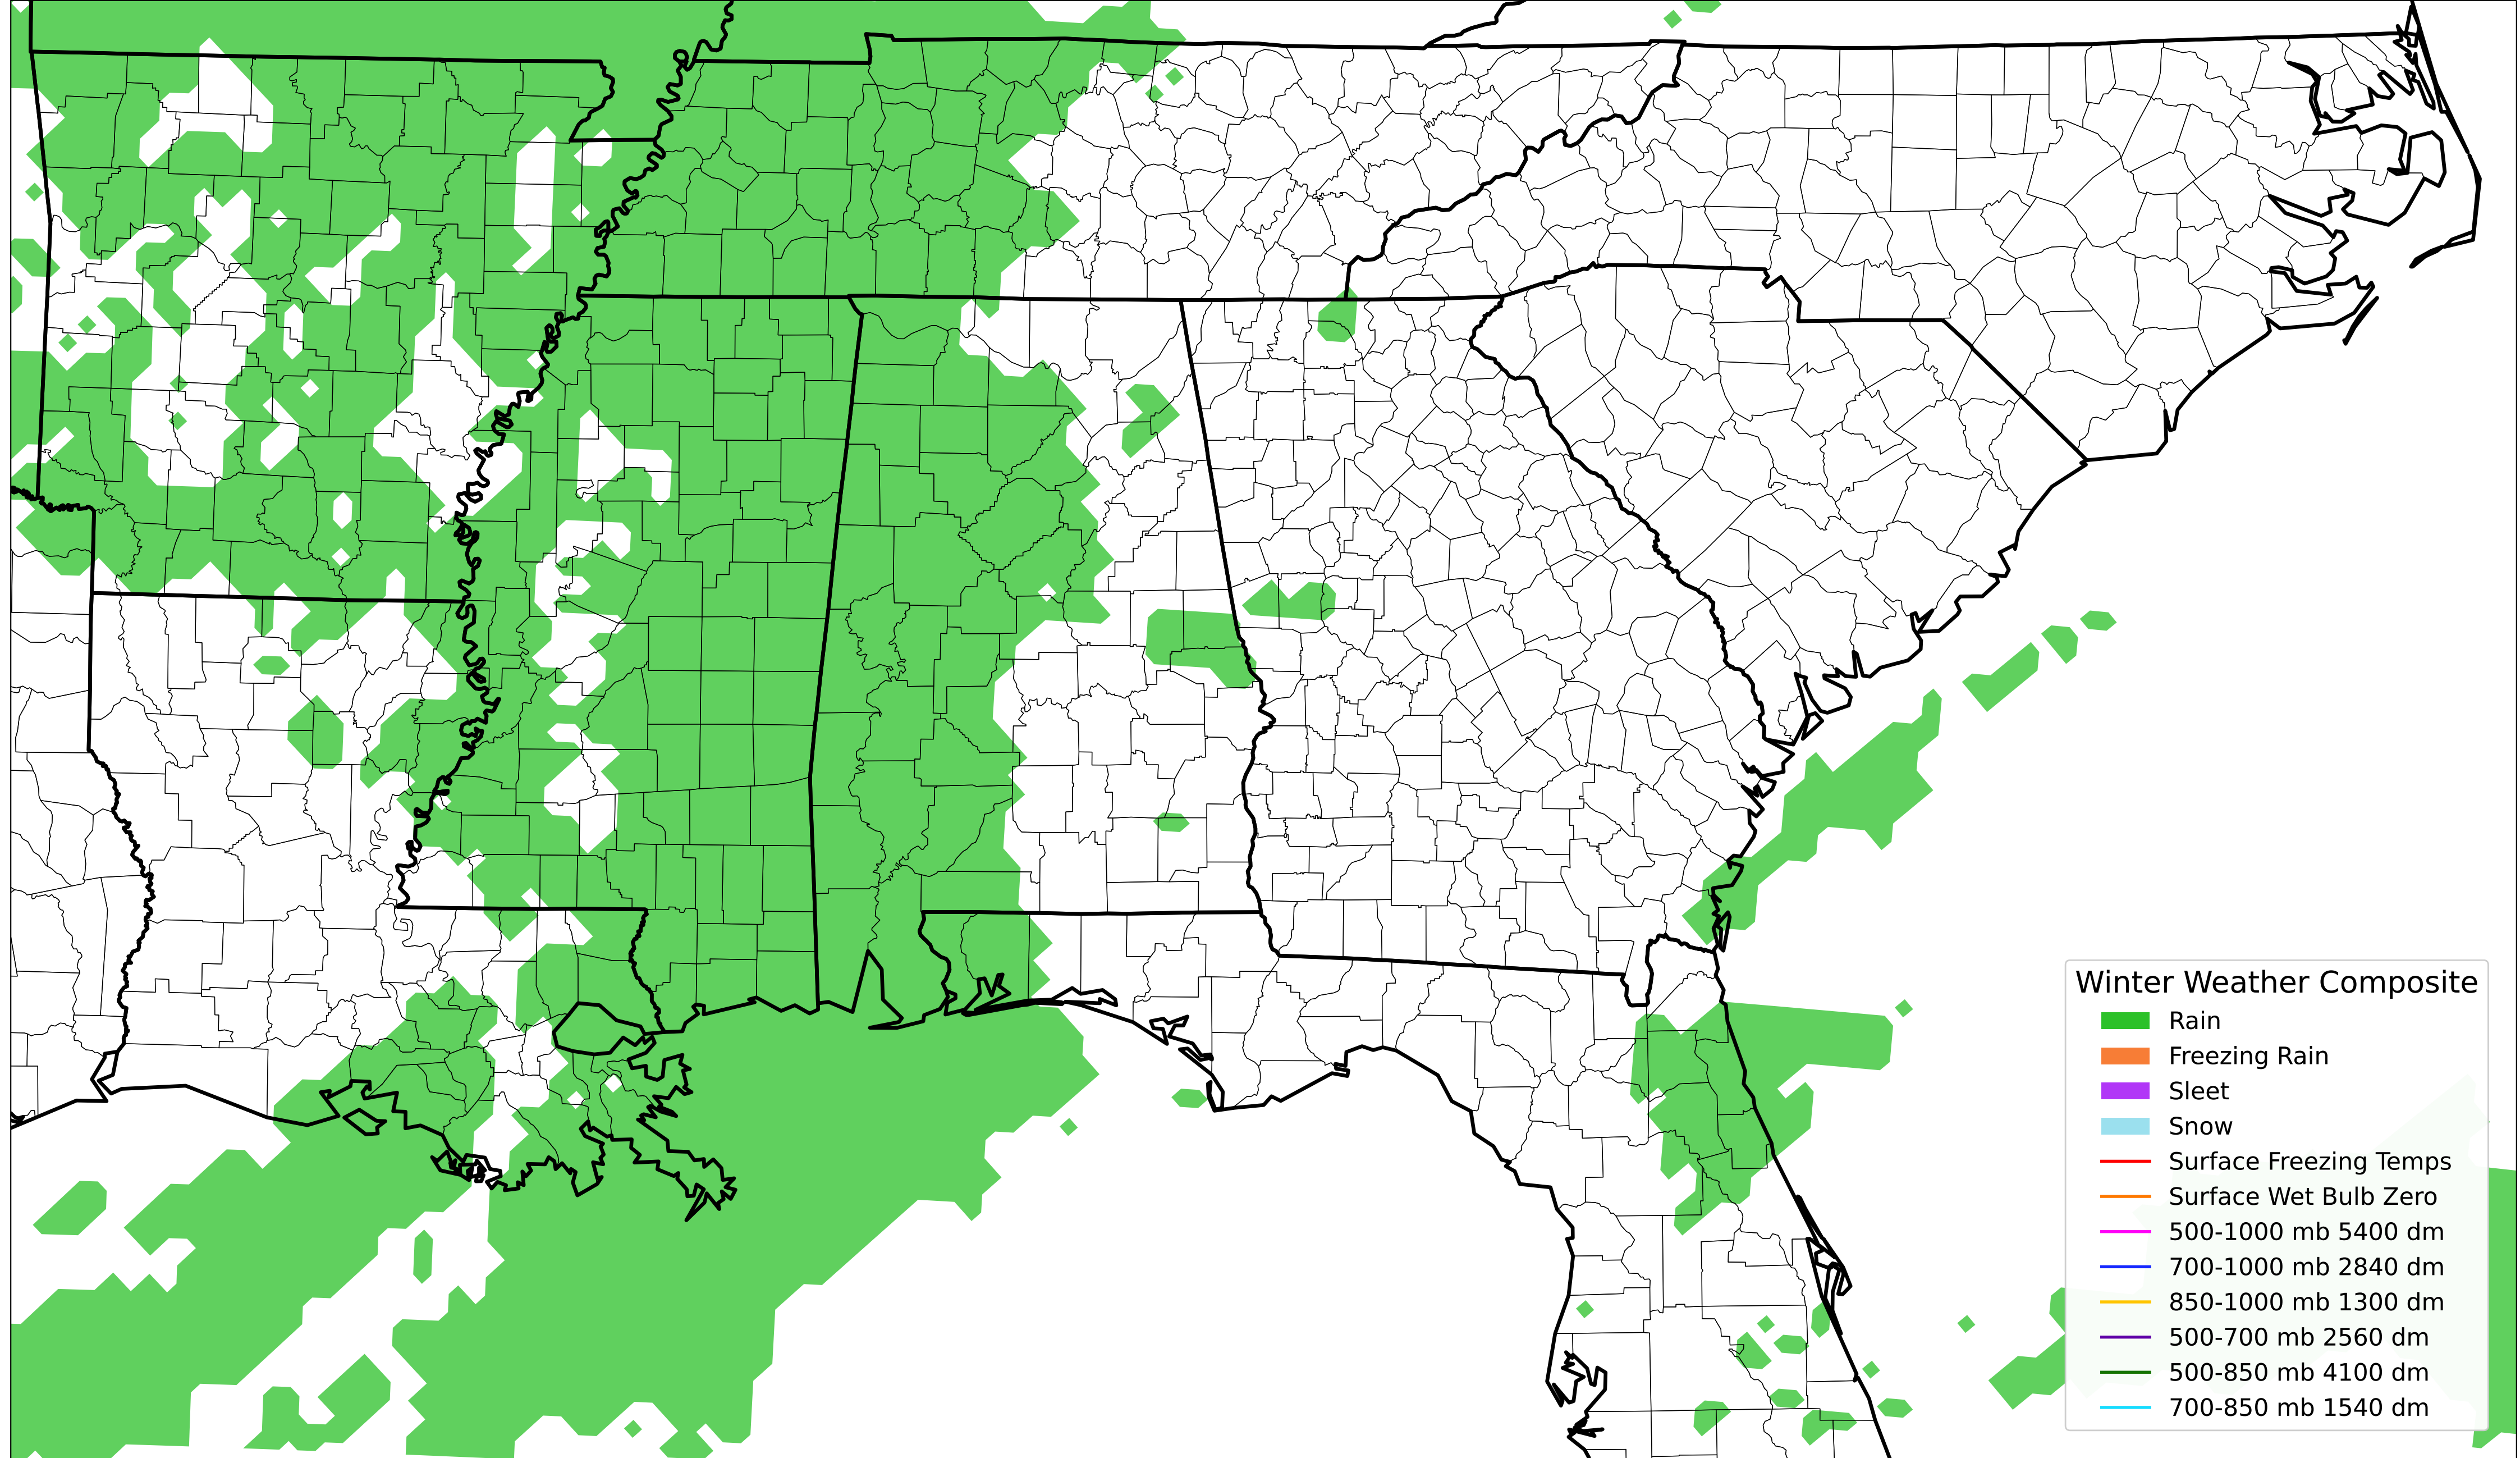 Winter Weather Composite
Rain
Freezing Rain
Sleet
Snow
Surface Freezing Temps
Surface Wet Bulb Zero
500-1000 mb 5400 dm
700-1000 mb 2840 dm
850-1000 mb 1300 dm
500-700 mb 2560 dm
500-850 mb 4100 dm
700-850 mb 1540 dm